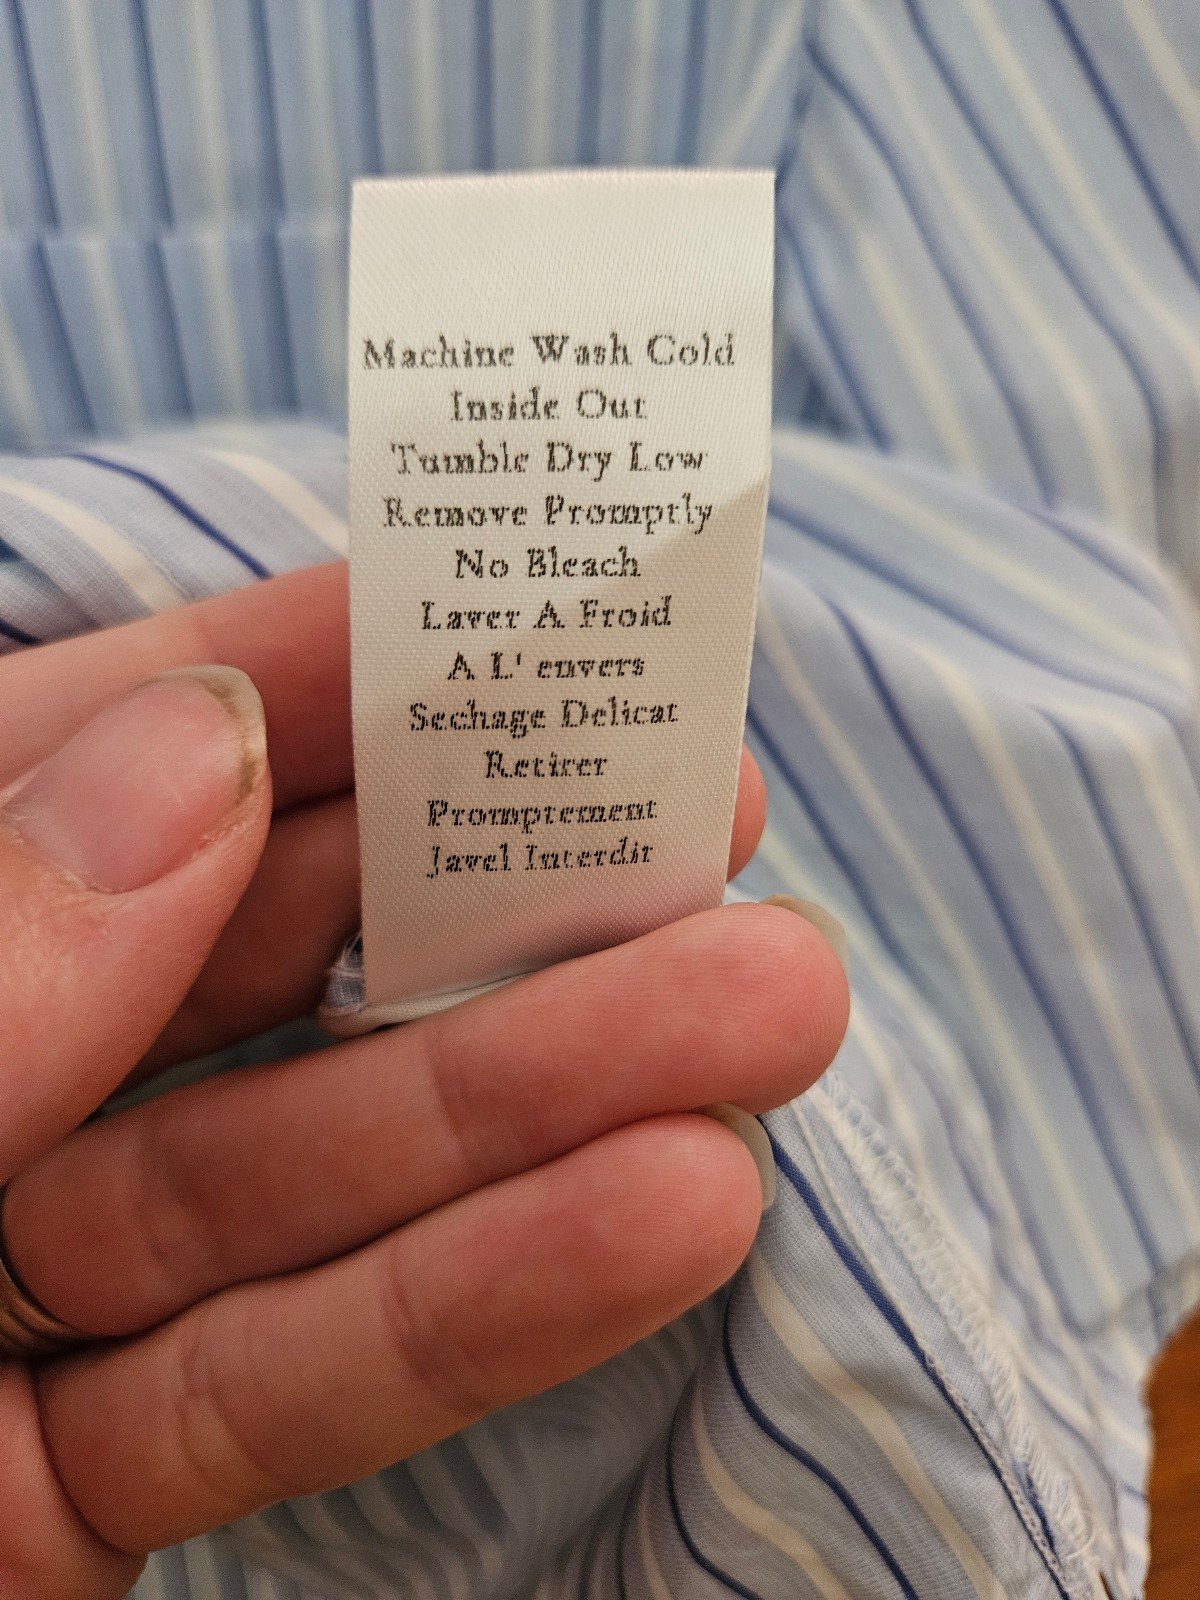 Machine Wash Cold
Inside Out
Tumble Dry Low
Remove Promptly
No Bleach
Laver A Froid
A L' envers
Sechage Delicat
Retirer
Promptement
Javel Interdit